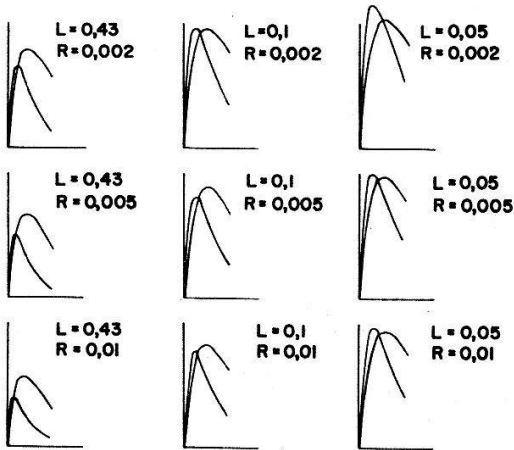 L = 0,43
R = 0,002
L = 0,1
R = 0,002
L = 0,05
R = 0,002
L = 0,43
R = 0,005
L = 0,1
R = 0,005
L = 0,05
R = 0,005
L = 0,43
R = 0,01
L = 0,1
R = 0,01
L = 0,05
R = 0,01